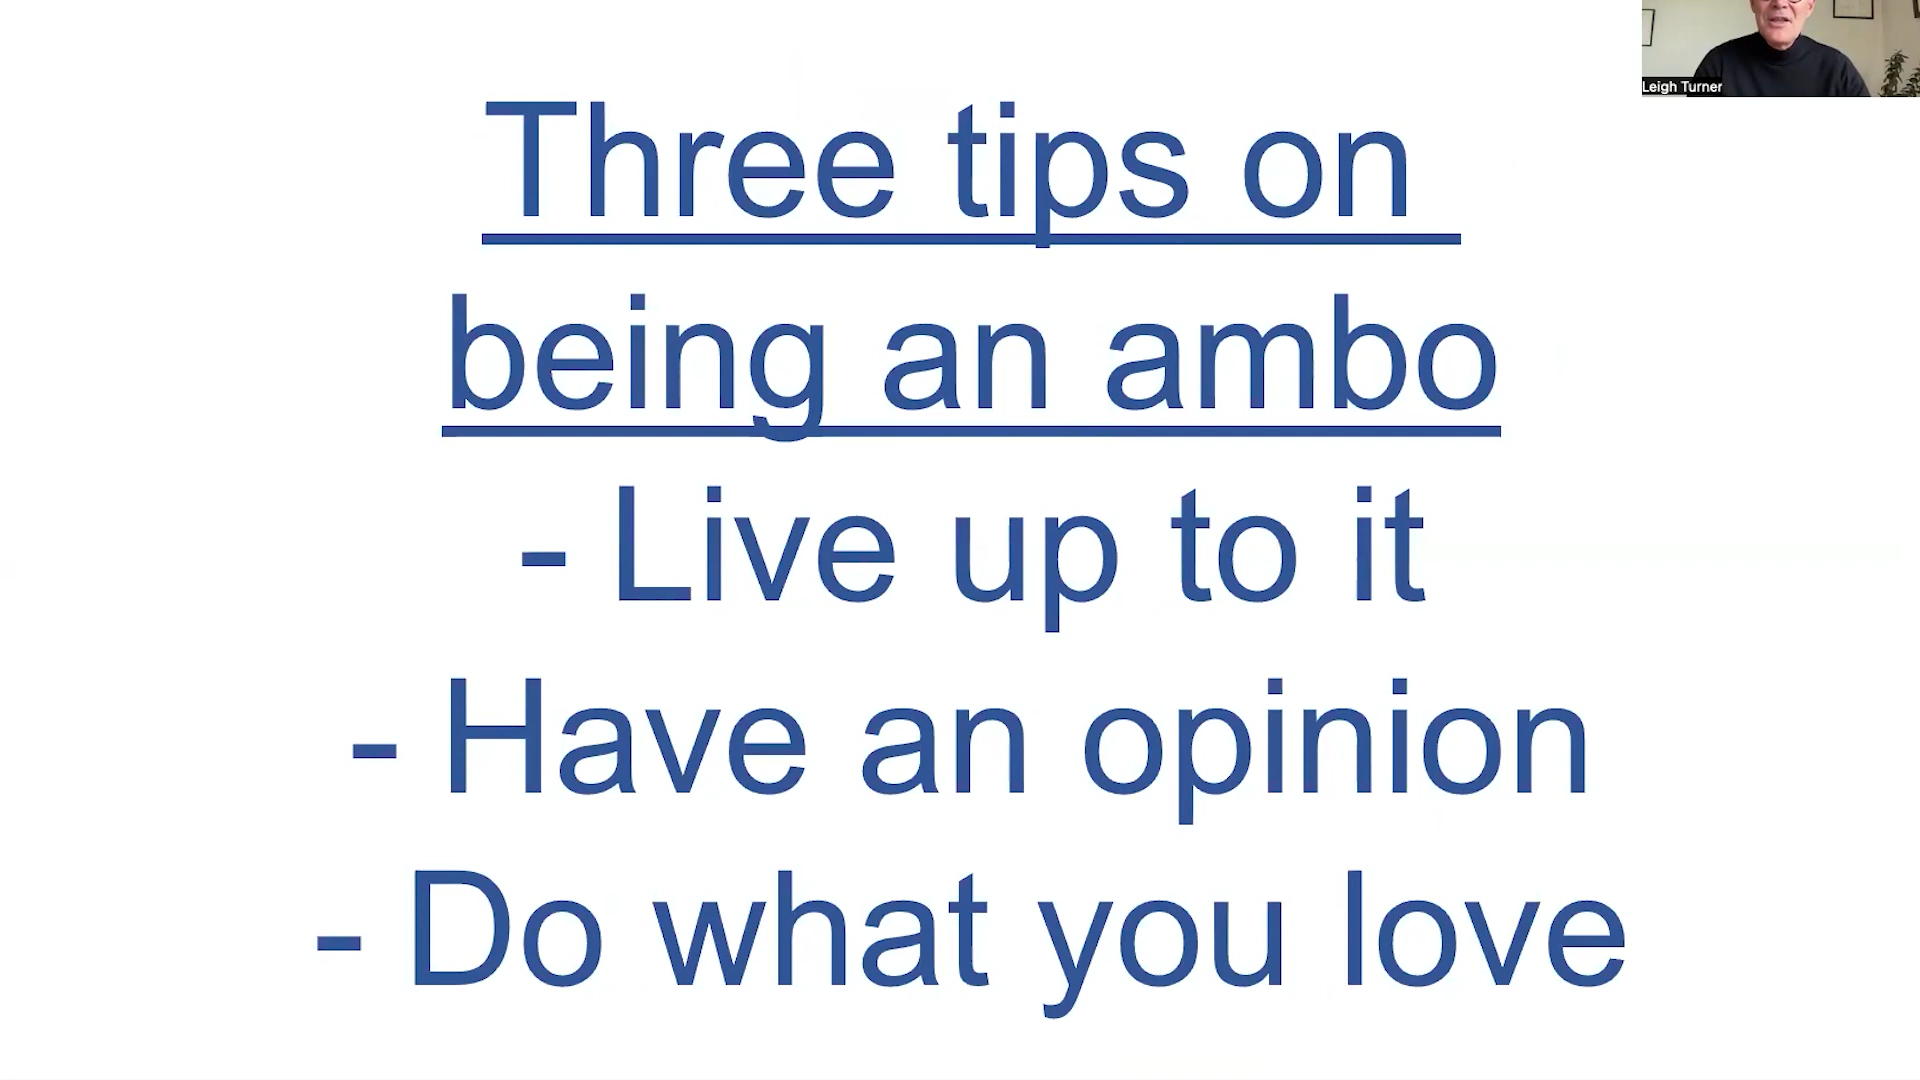 Leigh Turner
Three tips on
being an ambo
- Live up to it
- Have an opinion
- Do what you love